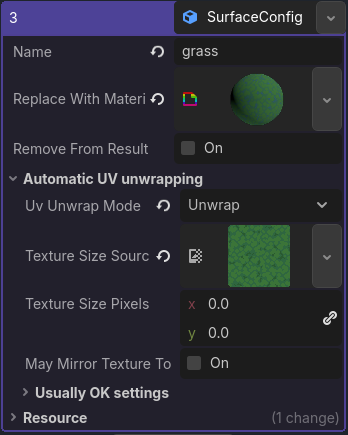 3 SurfaceConfig
Name grass
Replace With Materi
Remove From Result On
Automatic UV unwrapping
Uv Unwrap Mode Unwrap
Texture Size Sourc
Texture Size Pixels x 0.0
y 0.0
May Mirror Texture To On
Usually OK settings
Resource (1 change)